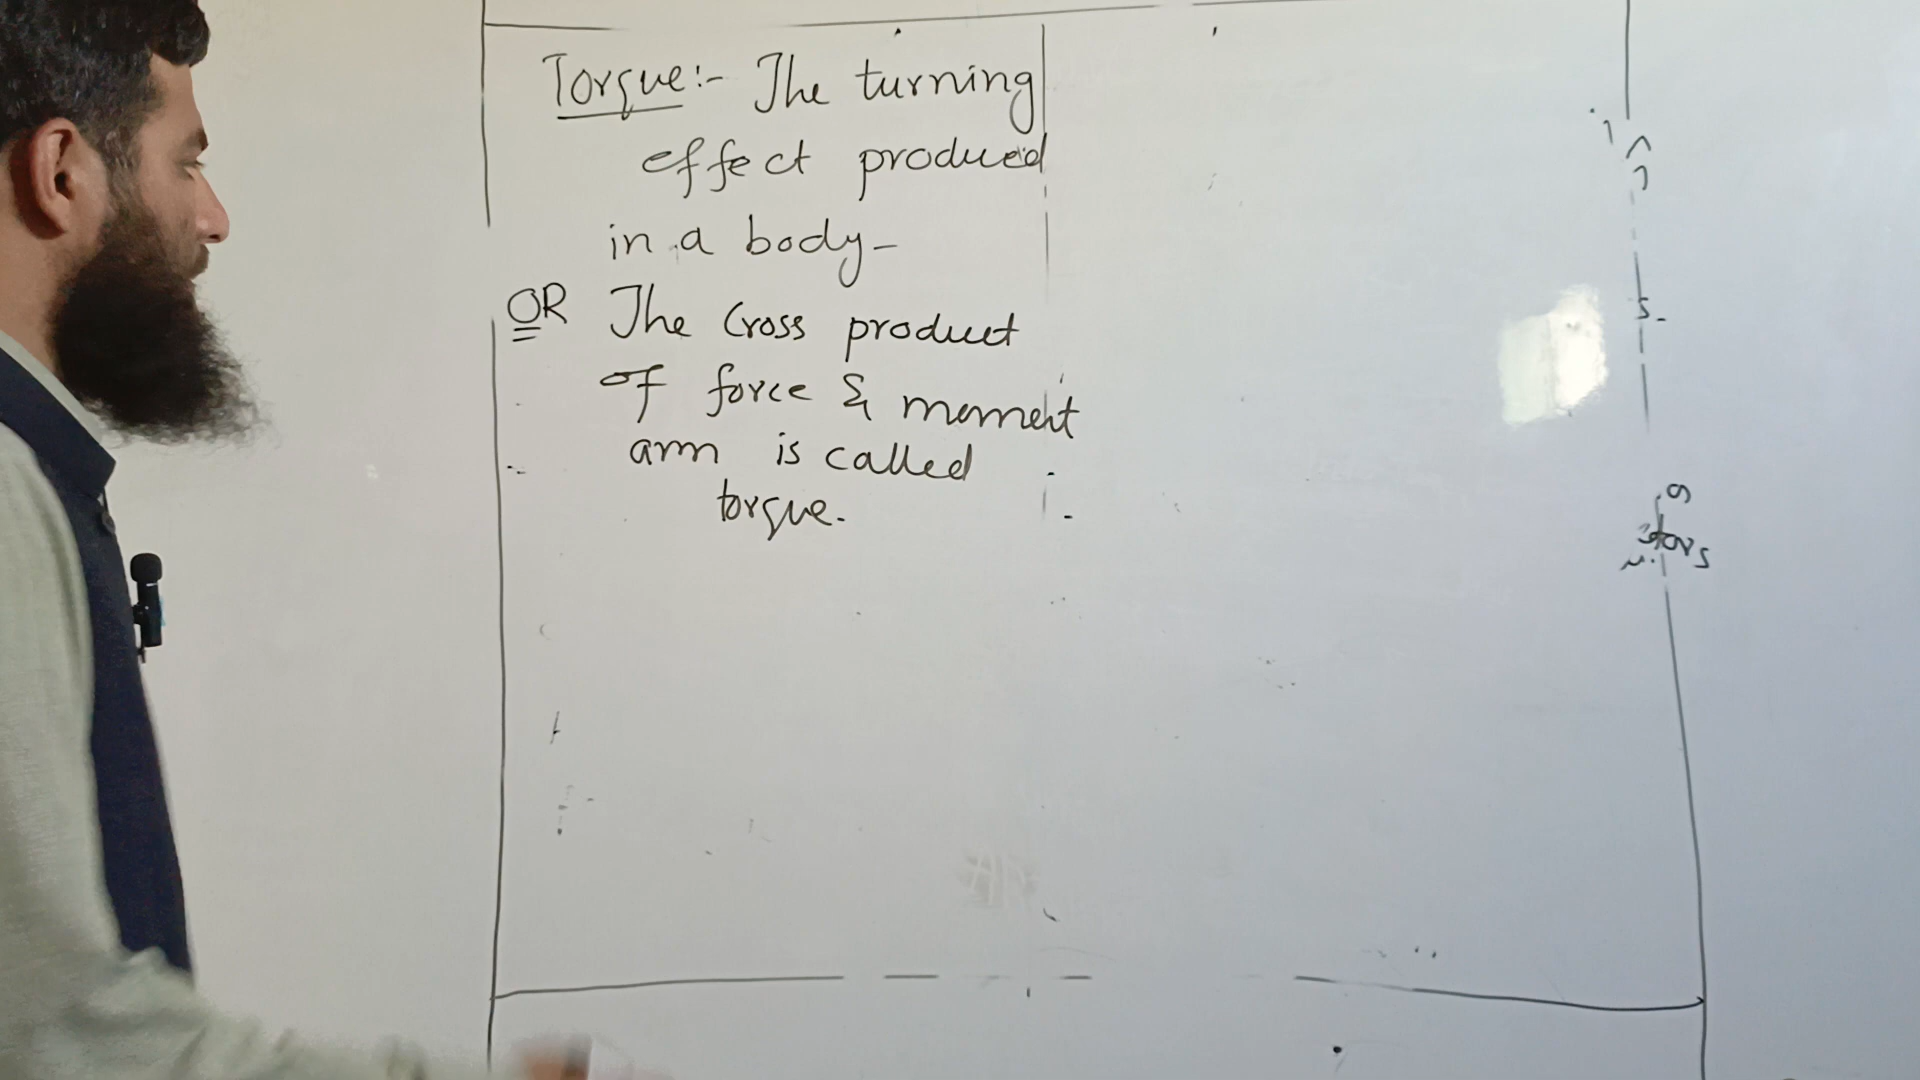 Torque:- The turning
effect produced
in a body-
OR The Cross product
of force & moment
arm is called
torque.